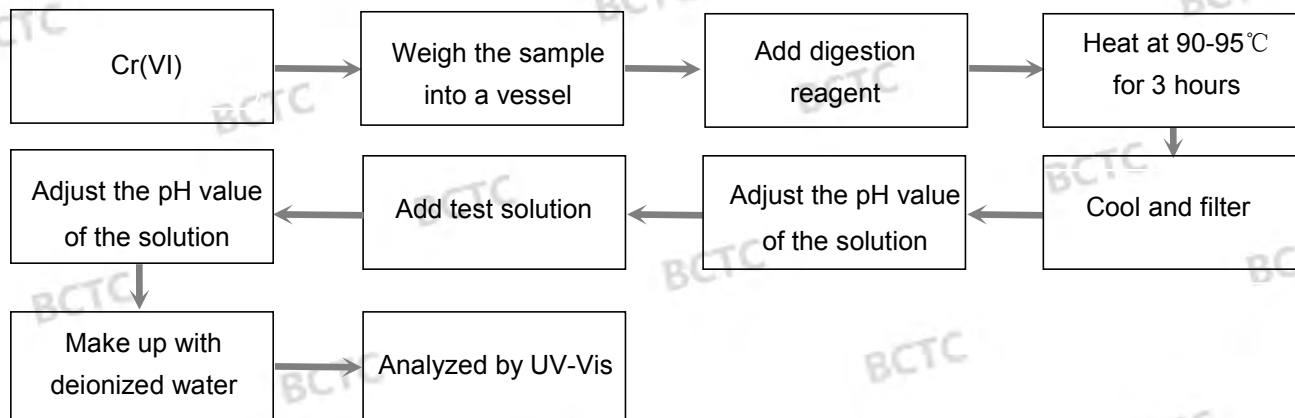 Cr(VI)
Weigh the sample
into a vessel
Add digestion
reagent
Heat at 90-95℃
for 3 hours
Cool and filter
Adjust the pH value
of the solution
Add test solution
Adjust the pH value
of the solution
Make up with
deionized water
Analyzed by UV-Vis
BCTC
BCTC
BCTC
BCTC
BCTC
BCTC
BCTC
BCTC
BCTC